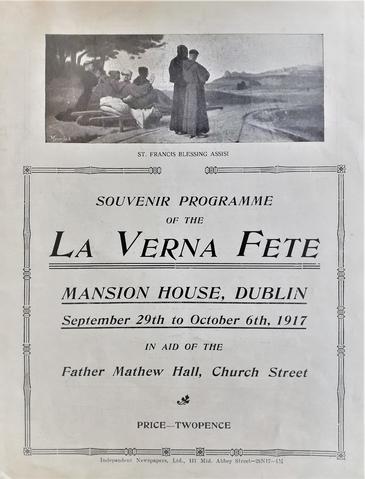 ST. FRANCIS BLESSING ASSISI
SOUVENIR PROGRAMME
OF THE
LA VERNA FETE
MANSION HOUSE, DUBLIN
September 29th to October 6th, 1917
IN AID OF THE
Father Mathew Hall, Church Street
PRICE—TWOPENCE
Independent Newspapers, Ltd., 111 Mid. Abbey Street